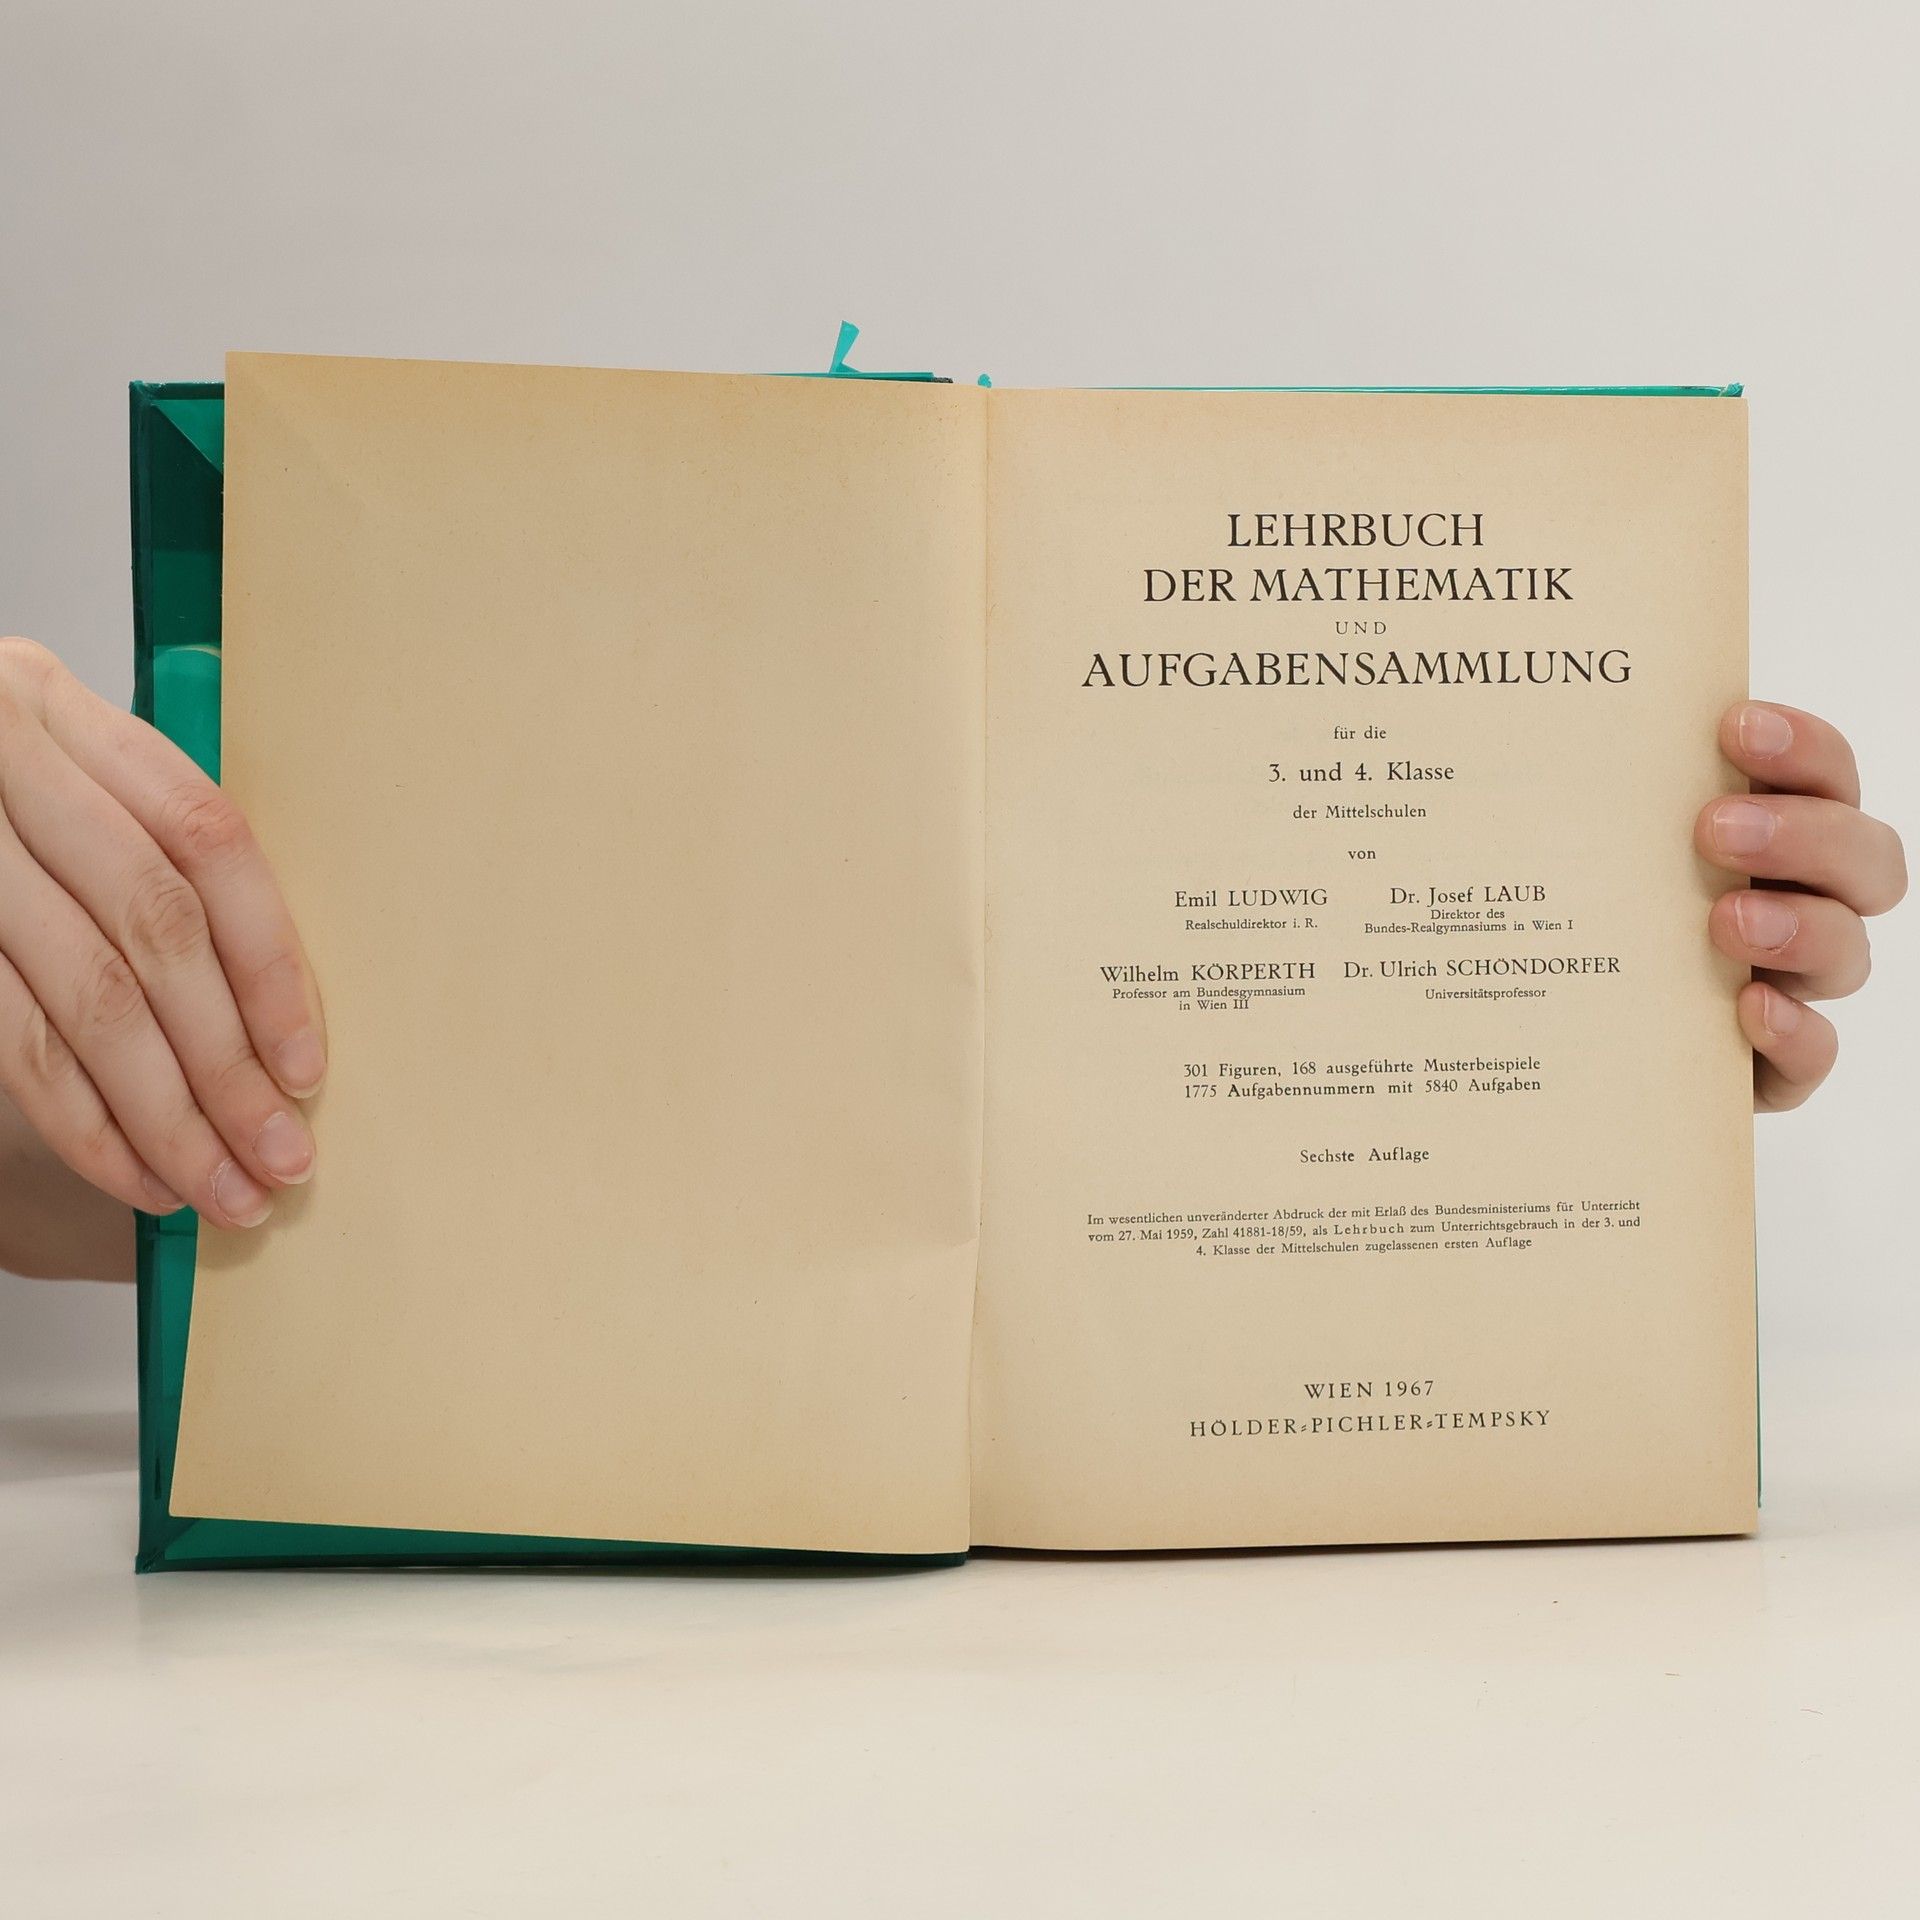 LEHRBUCH
DER MATHEMATIK
UND
AUFGABENSAMMLUNG
für die
3. und 4. Klasse
der Mittelschulen
von
Emil LUDWIG
Realschuldirektor i. R.
Dr. Josef LAUB
Direktor des
Bundes-Realgymnasiums in Wien I
Wilhelm KÖRPERTH
Professor am Bundesgymnasium
in Wien III
Dr. Ulrich SCHÖNDORFER
Universitätsprofessor
301 Figuren, 168 ausgeführte Musterbeispiele
1775 Aufgabennummern mit 5840 Aufgaben
Sechste Auflage
Im wesentlichen unveränderter Abdruck der mit Erlaß des Bundesministeriums für Unterricht
vom 27. Mai 1959, Zahl 41881-18/59, als Lehrbuch zum Unterrichtsgebrauch in der 3. und
4. Klasse der Mittelschulen zugelassenen ersten Auflage
WIEN 1967
HÖLDER-PICHLER-TEMPSKY